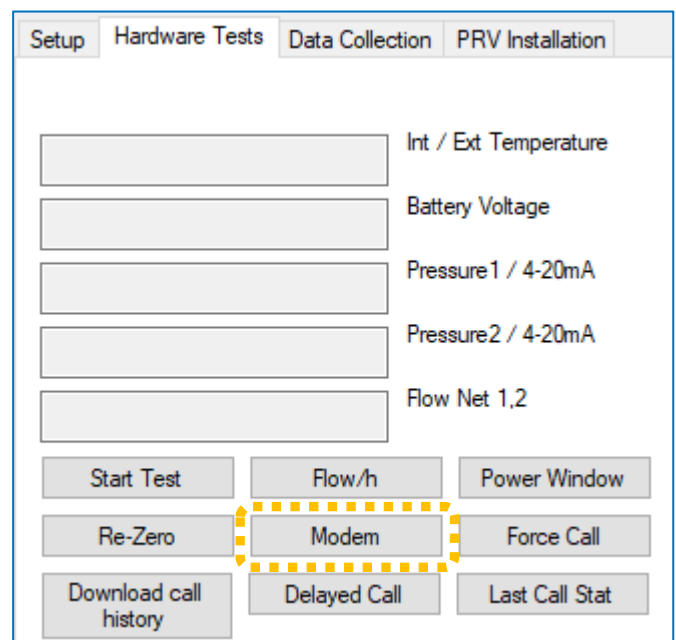 Setup Hardware Tests Data Collection PRV Installation
Int / Ext Temperature
Battery Voltage
Pressure1 / 4-20mA
Pressure2 / 4-20mA
Flow Net 1,2
Start Test Flow/h Power Window
Re-Zero Modem Force Call
Download call
history
Delayed Call Last Call Stat